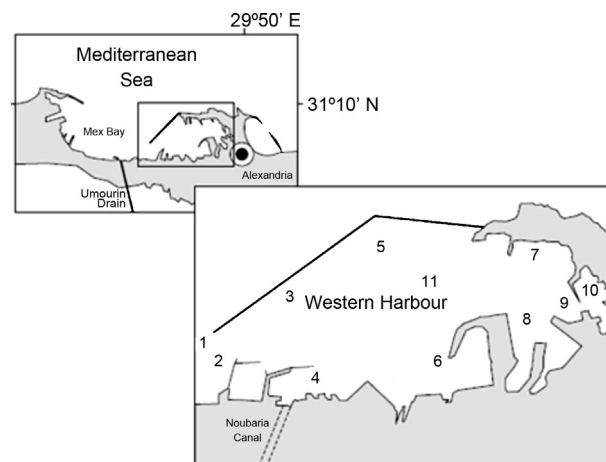 29º50' E
Mediterranean
Sea
31º10' N
Mex Bay
Alexandria
Umourin
Drain
5
7
11
10
3
Western Harbour
9
8
1
2
6
4
Noubaria
Canal